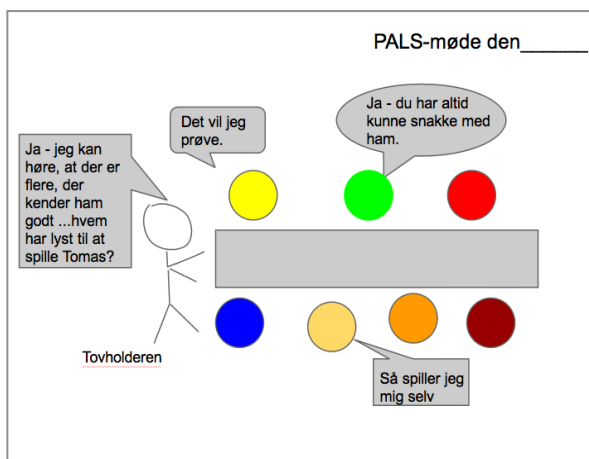 PALS-møde den______
Ja - du har altid
kunne snakke med
ham.
Det vil jeg
prøve.
Ja - jeg kan
høre, at der er
flere, der
kender ham
godt ...hvem
har lyst til at
spille Tomas?
Tovholderen
Så spiller jeg
mig selv